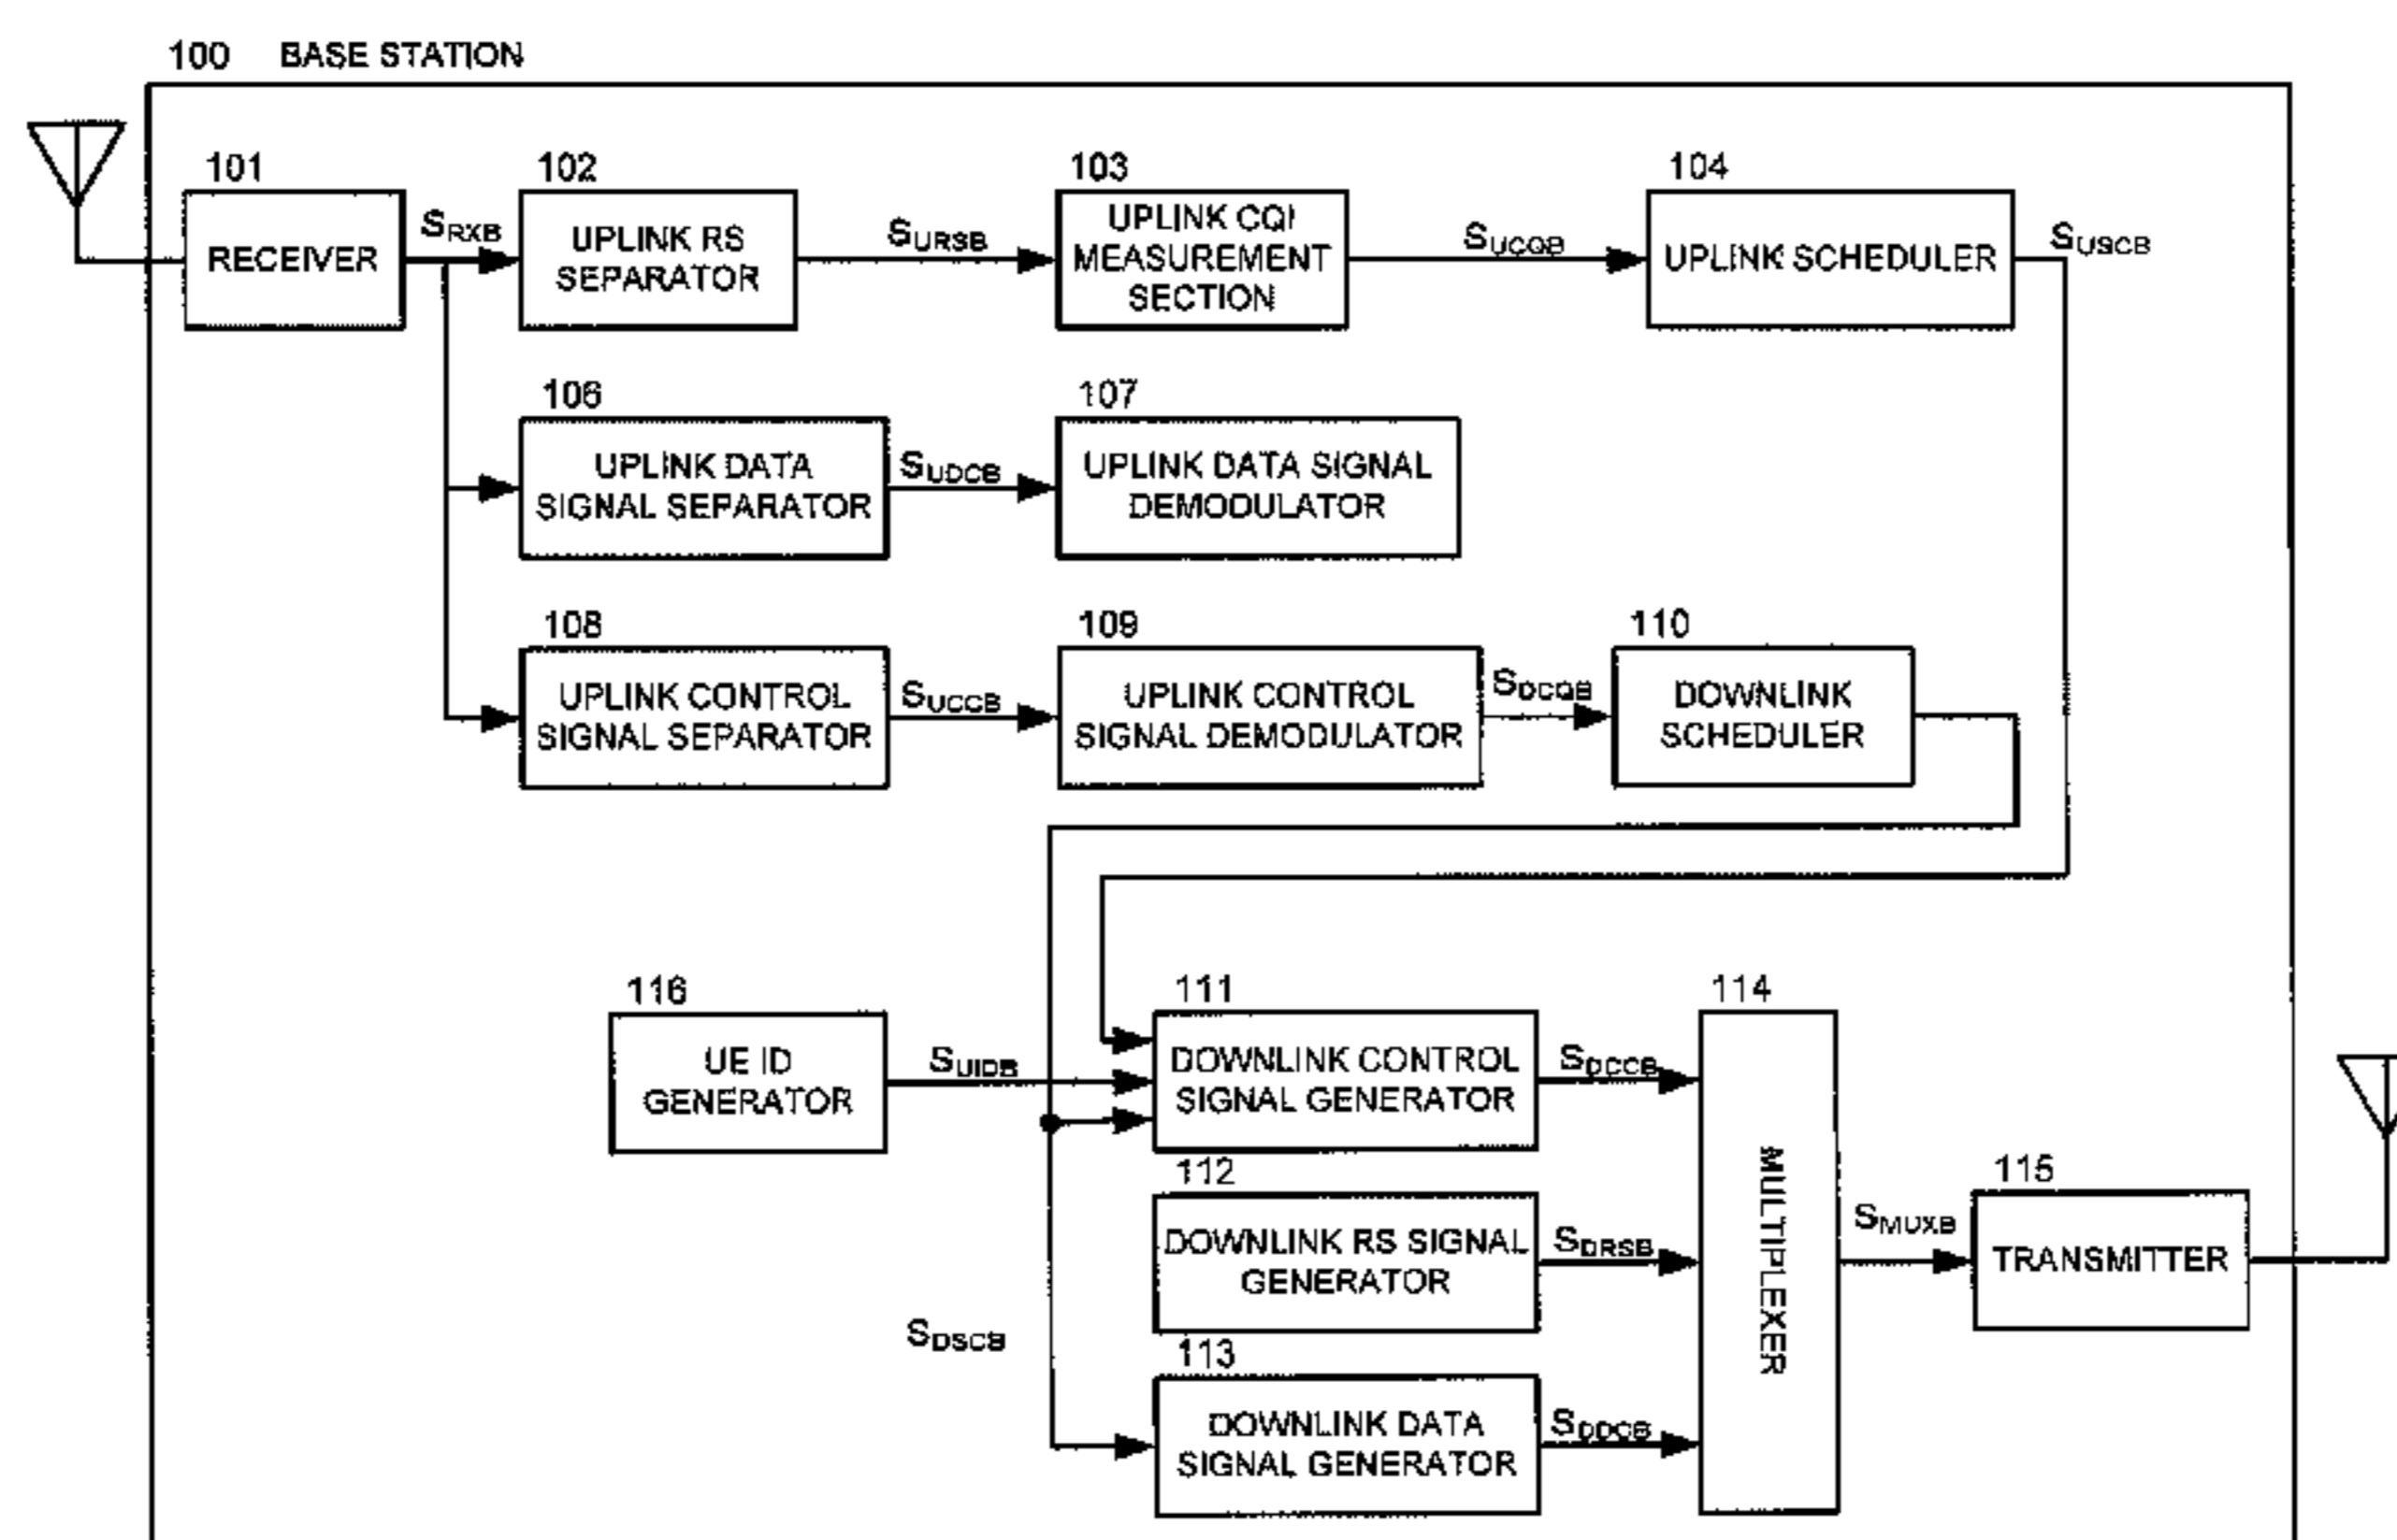 100 BASE STATION
101
RECEIVER
SRXB
102
UPLINK RS
SEPARATOR
SURSB
103
UPLINK CQI
MEASUREMENT
SECTION
SUCQB
104
UPLINK SCHEDULER
SUSCB
106
UPLINK DATA
SIGNAL SEPARATOR
SUDCB
107
UPLINK DATA SIGNAL
DEMODULATOR
108
UPLINK CONTROL
SIGNAL SEPARATOR
SUCCB
109
UPLINK CONTROL
SIGNAL DEMODULATOR
SDCQB
110
DOWNLINK
SCHEDULER
116
UE ID
GENERATOR
SUIDB
111
DOWNLINK CONTROL
SIGNAL GENERATOR
SDCCB
112
DOWNLINK RS SIGNAL
GENERATOR
SDRSB
SDSCB
113
DOWNLINK DATA
SIGNAL GENERATOR
SDDCB
114
MULTIPLEXER
SMUXB
115
TRANSMITTER